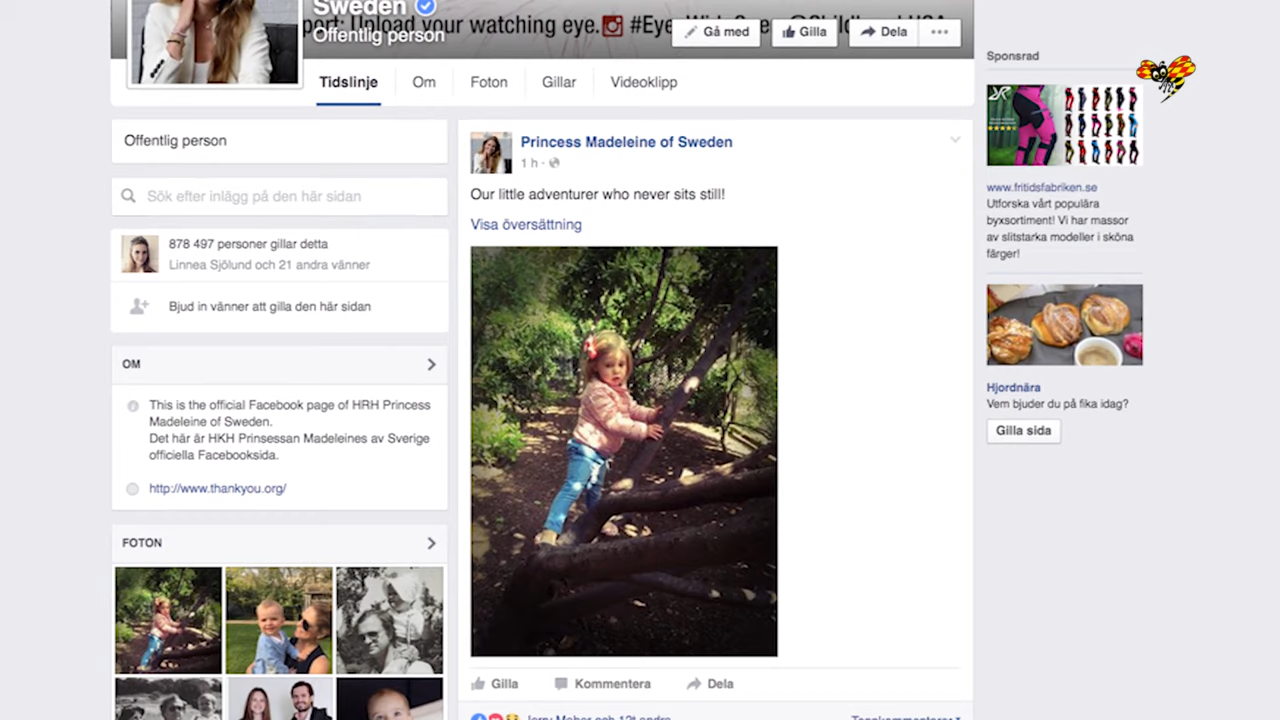 Sweden
Offentlig person
port: Upload your watching eye.
Gå med
Gilla
Dela
Tidslinje
Om
Foton
Gillar
Videoklipp
Offentlig person
Sök efter inlägg på den här sidan
878 497 personer gillar detta
Linnea Sjölund och 21 andra vänner
Bjud in vänner att gilla den här sidan
OM
This is the official Facebook page of HRH Princess
Madeleine of Sweden.
Det här är HKH Prinsessan Madeleines av Sverige
officiella Facebooksida.
http://www.thankyou.org/
FOTON
Princess Madeleine of Sweden
1 h ·
Our little adventurer who never sits still!
Visa översättning
Gilla
Kommentera
Dela
Sponsrad
www.fritidsfabriken.se
Utforska vårt populära
byxsortiment! Vi har massor
av slitstarka modeller i sköna
färger!
Hjordnära
Vem bjuder du på fika idag?
Gilla sida